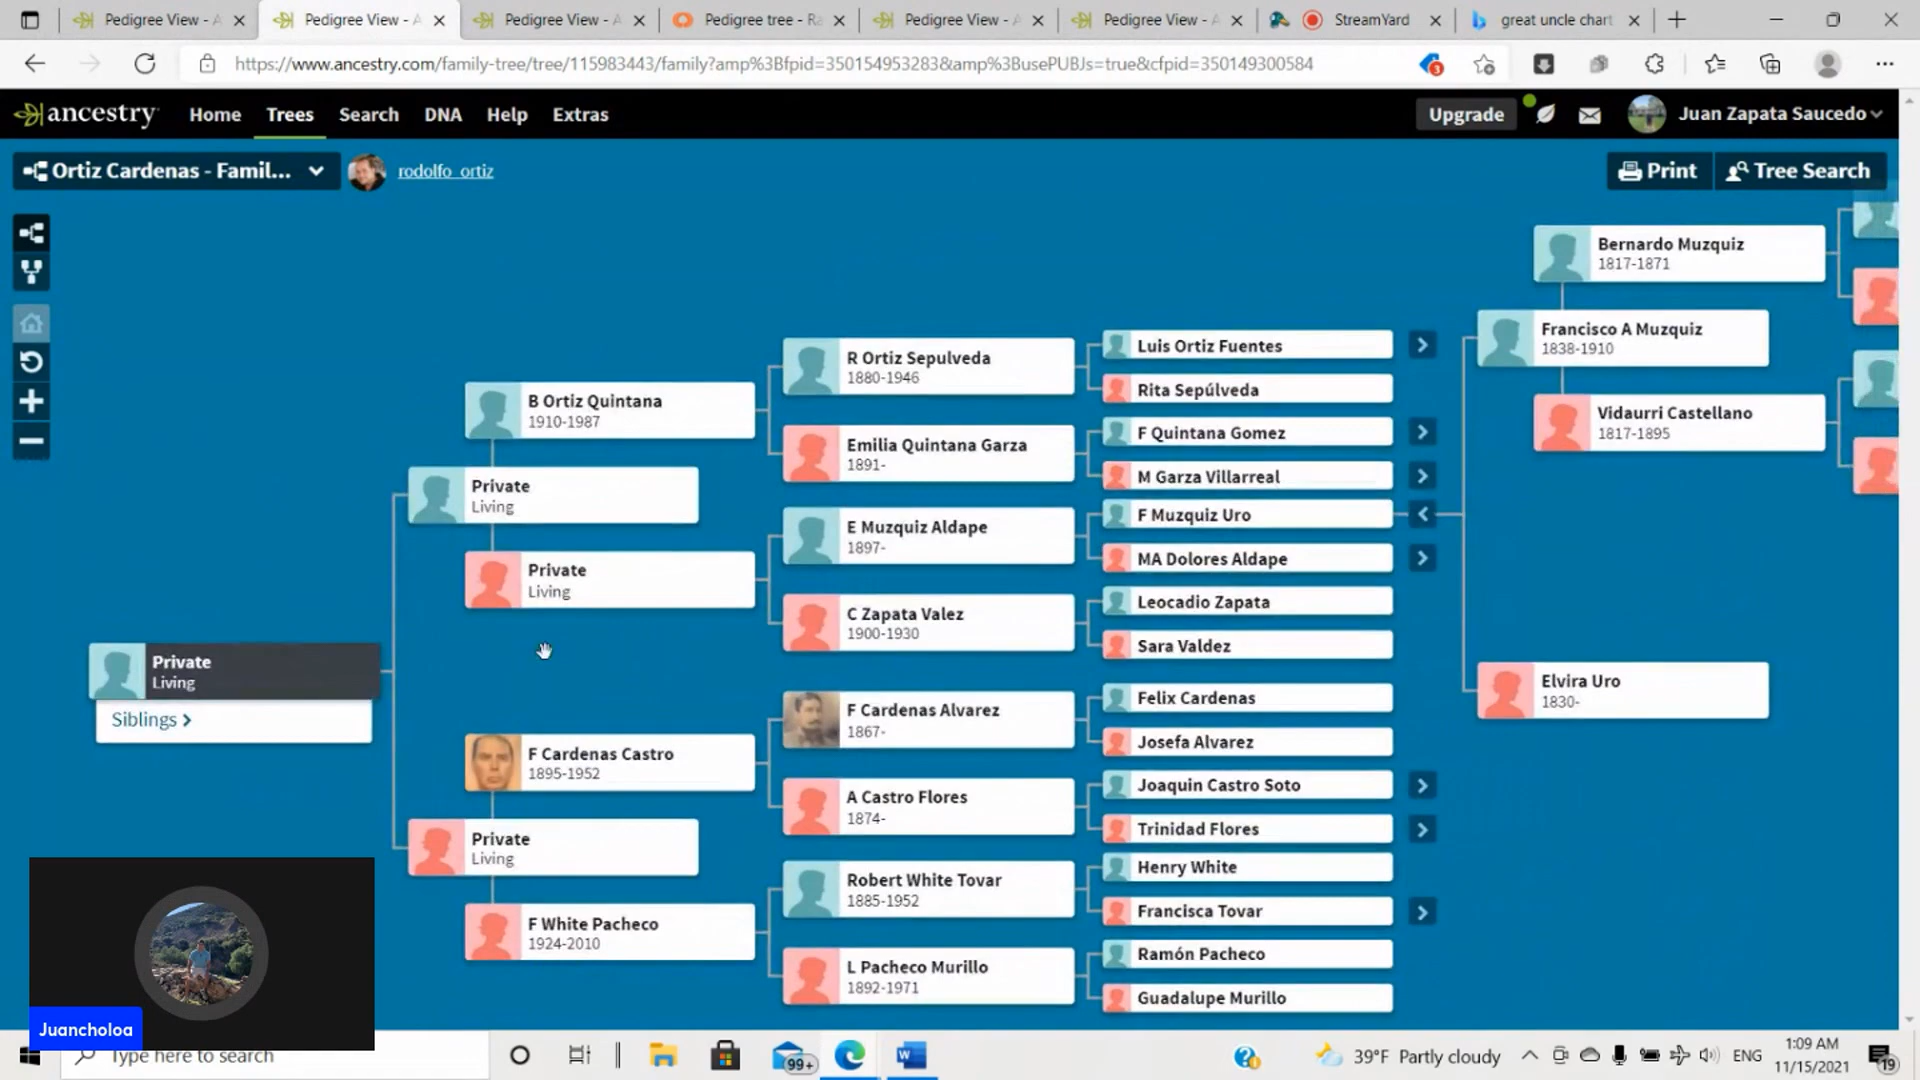 Pedigree View - A
Pedigree View - A
Pedigree View - A
Pedigree tree - Ra
Pedigree View - A
Pedigree View - A
StreamYard
great uncle chart
https://www.ancestry.com/family-tree/tree/115983443/family?amp%3Bfpid=350154953283&amp%3BusePUBJs=true&cfpid=350149300584
3
ancestry
Home
Trees
Search
DNA
Help
Extras
Upgrade
Juan Zapata Saucedo
Ortiz Cardenas - Famil...
rodolfo_ortiz
Print
Tree Search
Private
Living
Siblings >
Private
Living
Private
Living
B Ortiz Quintana
1910-1987
Private
Living
F Cardenas Castro
1895-1952
F White Pacheco
1924-2010
R Ortiz Sepulveda
1880-1946
Emilia Quintana Garza
1891-
E Muzquiz Aldape
1897-
C Zapata Valez
1900-1930
F Cardenas Alvarez
1867-
A Castro Flores
1874-
Robert White Tovar
1885-1952
L Pacheco Murillo
1892-1971
Luis Ortiz Fuentes
Rita Sepúlveda
F Quintana Gomez
M Garza Villarreal
F Muzquiz Uro
MA Dolores Aldape
Leocadio Zapata
Sara Valdez
Felix Cardenas
Josefa Alvarez
Joaquin Castro Soto
Trinidad Flores
Henry White
Francisca Tovar
Ramón Pacheco
Guadalupe Murillo
Bernardo Muzquiz
1817-1871
Francisco A Muzquiz
1838-1910
Vidaurri Castellano
1817-1895
Elvira Uro
1830-
Juancholoa
Type here to search
99+
W
39°F Partly cloudy
ENG
1:09 AM
11/15/2021
19